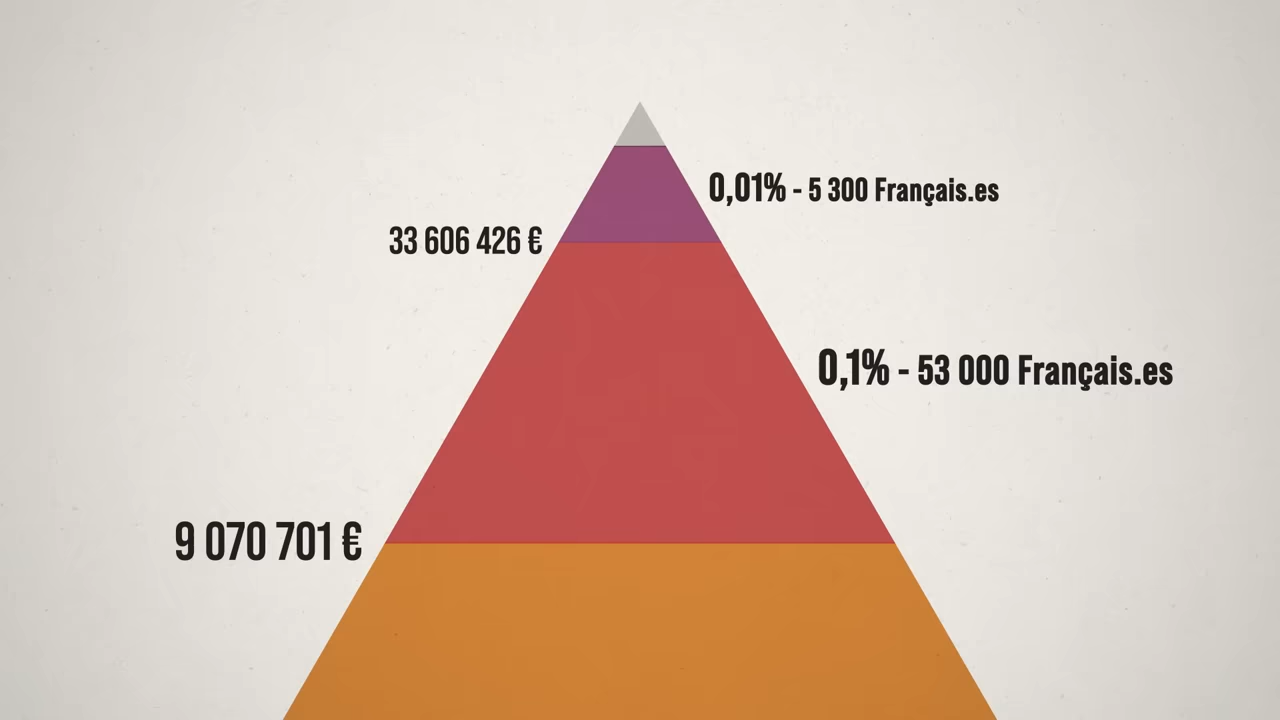 0,01% - 5 300 Français.es
33 606 426 €
0,1% - 53 000 Français.es
9 070 701 €